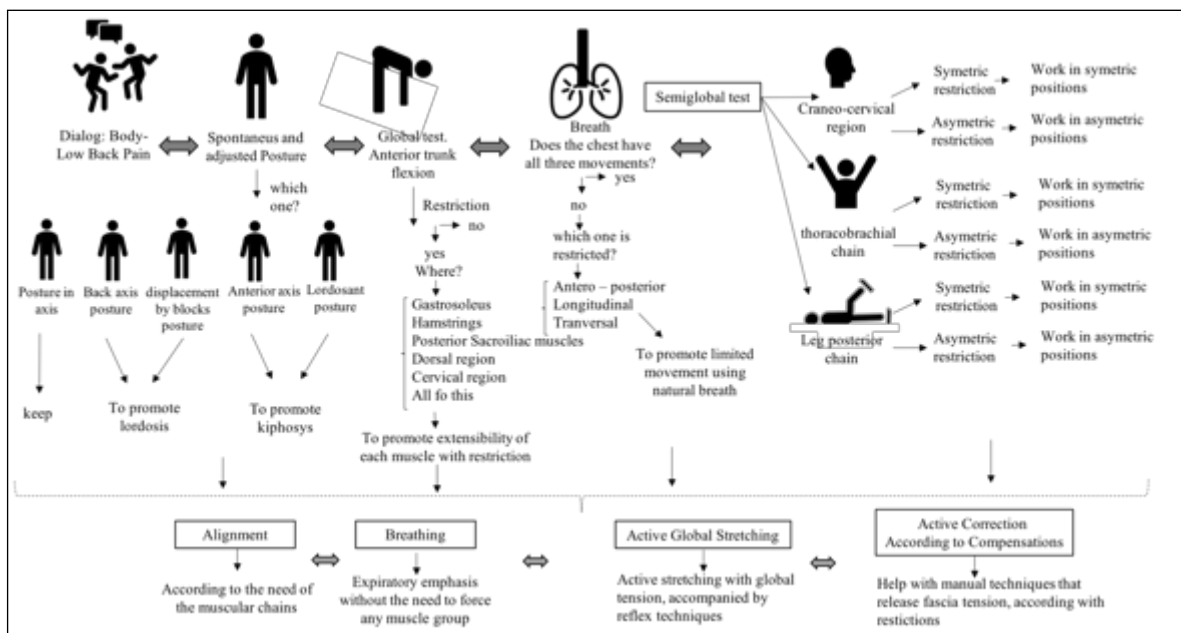 Dialog: Body-
Low Back Pain
Spontaneus and
adjusted Posture
which
one?
Posture in
axis
Back axis
posture
displacement
by blocks
posture
Anterior axis
posture
Lordosant
posture
keep
To promote
lordosis
To promote
kiphosys
Global test.
Anterior trunk
flexion
Restriction
no
yes
Where?
Gastrosoleus
Hamstrings
Posterior Sacroiliac muscles
Dorsal region
Cervical region
All fo this
To promote extensibility of
each muscle with restriction
Breath
Does the chest have
all three movements?
yes
no
which one is
restricted?
Antero – posterior
Longitudinal
Tranversal
To promote limited
movement using
natural breath
Semiglobal test
Craneo-cervical
region
Symetric
restriction
Work in symetric
positions
Asymetric
restriction
Work in asymetric
positions
thoracobrachial
chain
Symetric
restriction
Work in symetric
positions
Asymetric
restriction
Work in asymetric
positions
Leg posterior
chain
Symetric
restriction
Work in symetric
positions
Asymetric
restriction
Work in asymetric
positions
Alignment
According to the need of
the muscular chains
Breathing
Expiratory emphasis
without the need to force
any muscle group
Active Global Stretching
Active stretching with global
tension, accompanied by
reflex techniques
Active Correction
According to Compensations
Help with manual techniques that
release fascia tension, according with
restictions